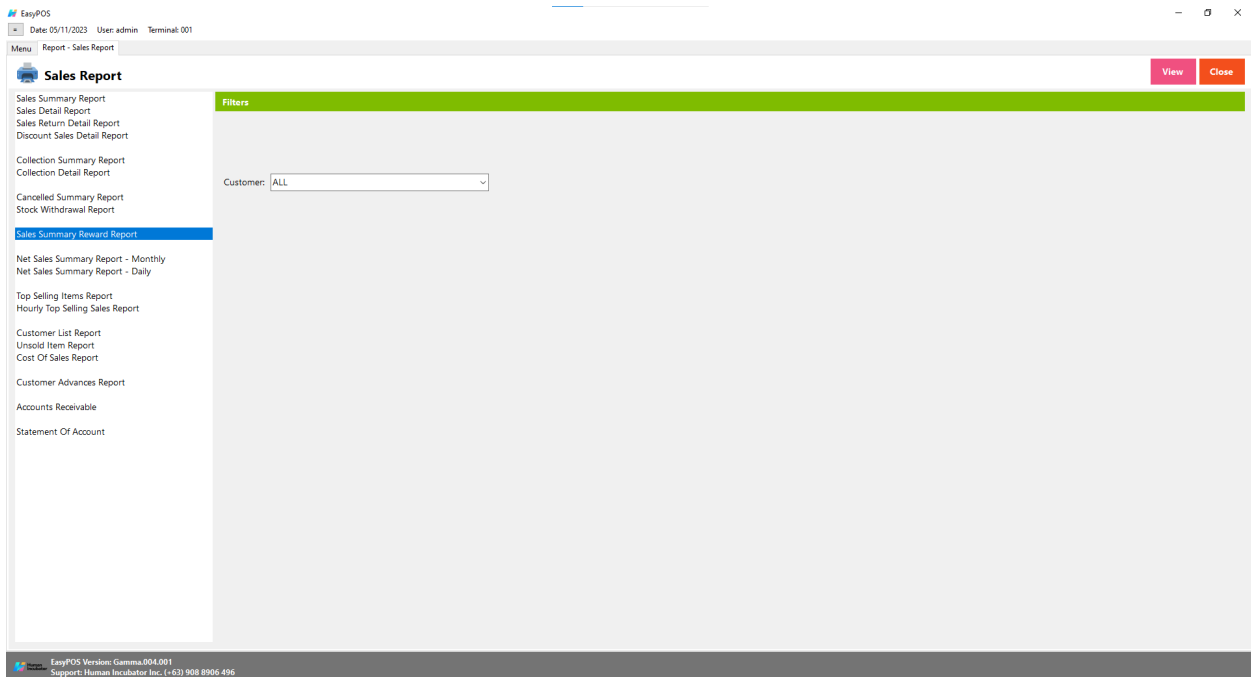 EasyPOS
Date: 05/11/2023 User: admin Terminal: 001
Menu Report - Sales Report
Sales Report
View Close
Sales Summary Report
Sales Detail Report
Sales Return Detail Report
Discount Sales Detail Report
Collection Summary Report
Collection Detail Report
Cancelled Summary Report
Stock Withdrawal Report
Sales Summary Reward Report
Net Sales Summary Report - Monthly
Net Sales Summary Report - Daily
Top Selling Items Report
Hourly Top Selling Sales Report
Customer List Report
Unsold Item Report
Cost Of Sales Report
Customer Advances Report
Accounts Receivable
Statement Of Account
Filters
Customer: ALL
Human
Incubator
EasyPOS Version: Gamma.004.001
Support: Human Incubator Inc. (+63) 908 8906 496